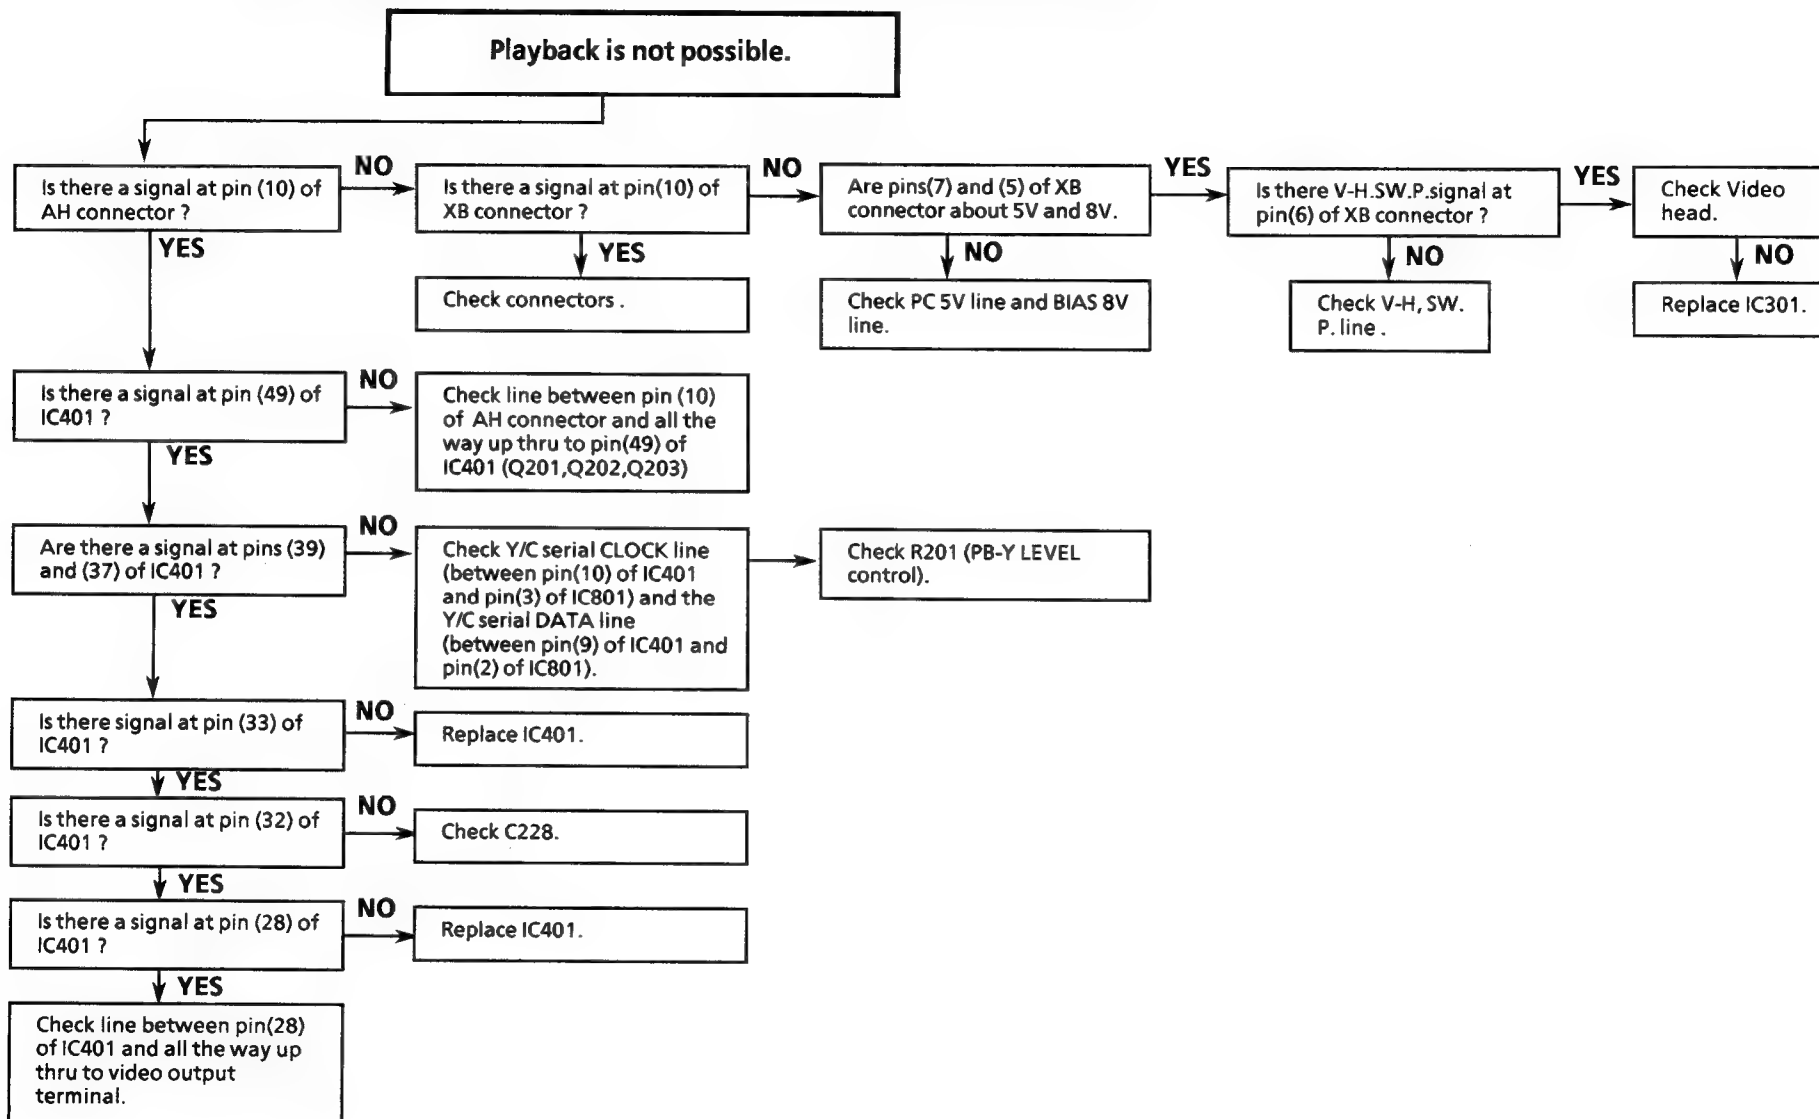 Playback is not possible.
Is there a signal at pin (10) of
AH connector ?
NO
Is there a signal at pin(10) of
XB connector ?
NO
Are pins(7) and (5) of XB
connector about 5V and 8V.
YES
Is there V-H.SW.P.signal at
pin(6) of XB connector ?
YES
Check Video
head.
YES
YES
NO
NO
NO
Check connectors .
Check PC 5V line and BIAS 8V
line.
Check V-H, SW.
P. line .
Replace IC301.
Is there a signal at pin (49) of
IC401 ?
NO
Check line between pin (10)
of AH connector and all the
way up thru to pin(49) of
IC401 (Q201,Q202,Q203)
YES
Are there a signal at pins (39)
and (37) of IC401 ?
NO
Check Y/C serial CLOCK line
(between pin(10) of IC401
and pin(3) of IC801) and the
Y/C serial DATA line
(between pin(9) of IC401 and
pin(2) of IC801).
Check R201 (PB-Y LEVEL
control).
YES
Is there signal at pin (33) of
IC401 ?
NO
Replace IC401.
YES
Is there a signal at pin (32) of
IC401 ?
NO
Check C228.
YES
Is there a signal at pin (28) of
IC401 ?
NO
Replace IC401.
YES
Check line between pin(28)
of IC401 and all the way up
thru to video output
terminal.